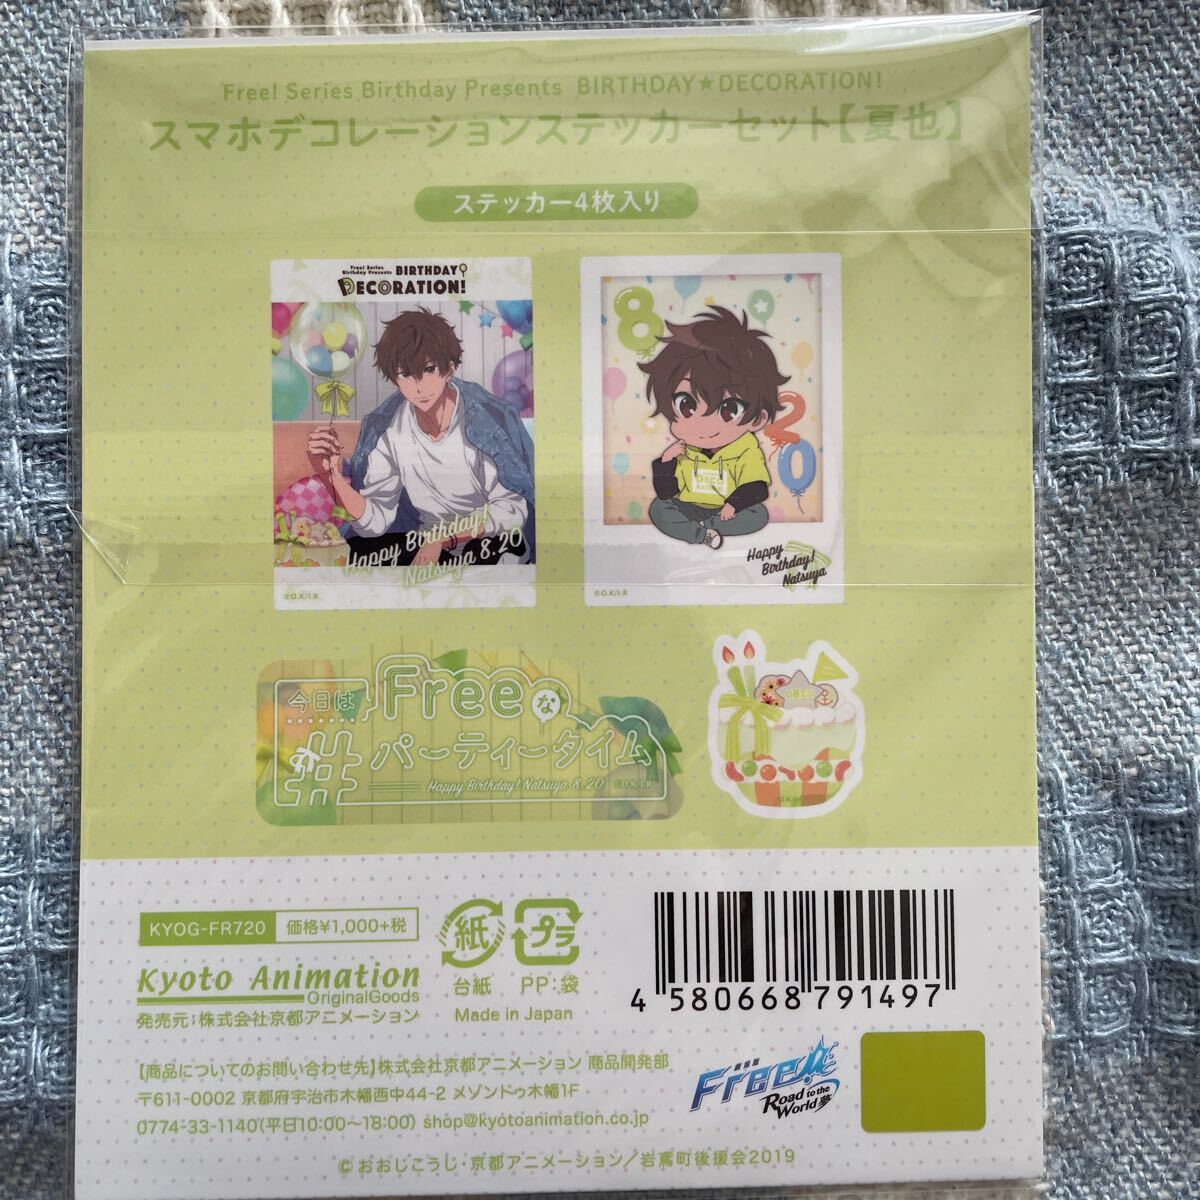 Free! Series Birthday Presents BIRTHDAY★DECORATION!
スマホデコレーションステッカーセット【夏也】
ステッカー4枚入り
Free! Series
Birthday Presents BIRTHDAY
DECORATION!
Happy Birthday!
Natsuya 8.20
©O.K/I.R
8
2
0
Happy
Birthday!
Natsuya
今日は Freeな
#パーティータイム
Happy Birthday! Natsuya 8.20 ©O.K/I.R
KYOG-FR720 価格¥1,000+税
紙 プラ
台紙 PP:袋
Made in Japan
Kyoto Animation
OriginalGoods
発売元:株式会社京都アニメーション
4 580668 791497
【商品についてのお問い合わせ先】株式会社京都アニメーション 商品開発部
〒611-0002 京都府宇治市木幡西中44-2 メゾンドゥ木幡1F
0774-33-1140(平日10:00〜18:00) shop@kyotoanimation.co.jp
劇場版
Free!
Road to the
World 夢
©おおじこうじ・京都アニメーション/岩鳶町後援会2019